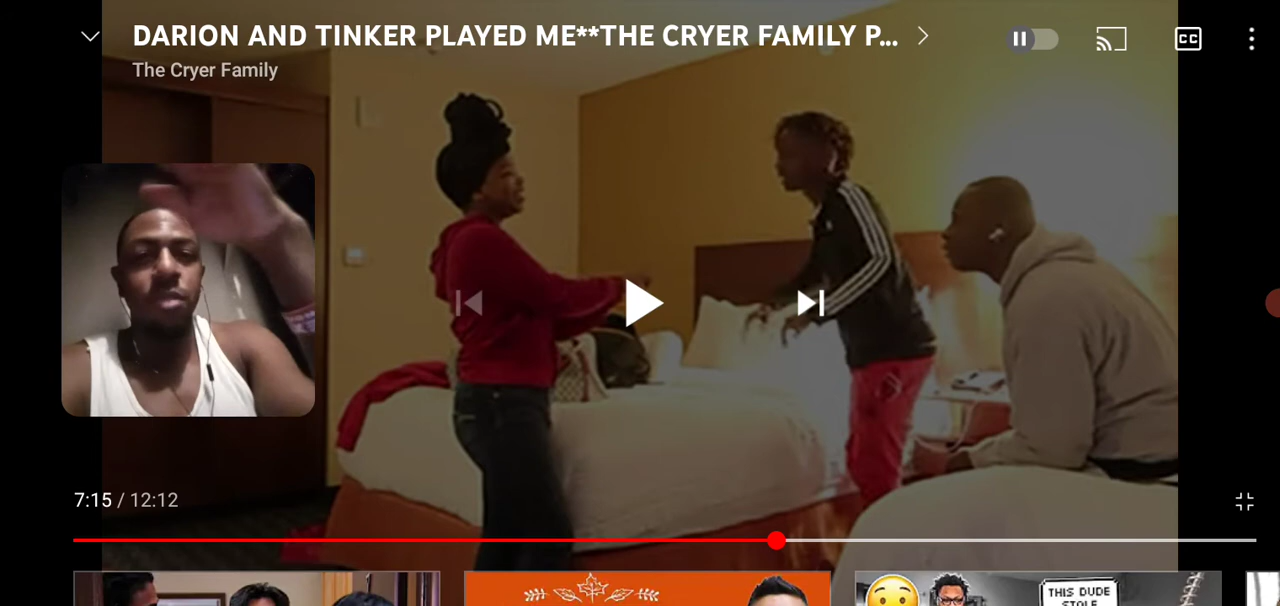 DARION AND TINKER PLAYED ME**THE CRYER FAMILY P...
The Cryer Family
CC
7:15 / 12:12
THIS DUDE
STOLE